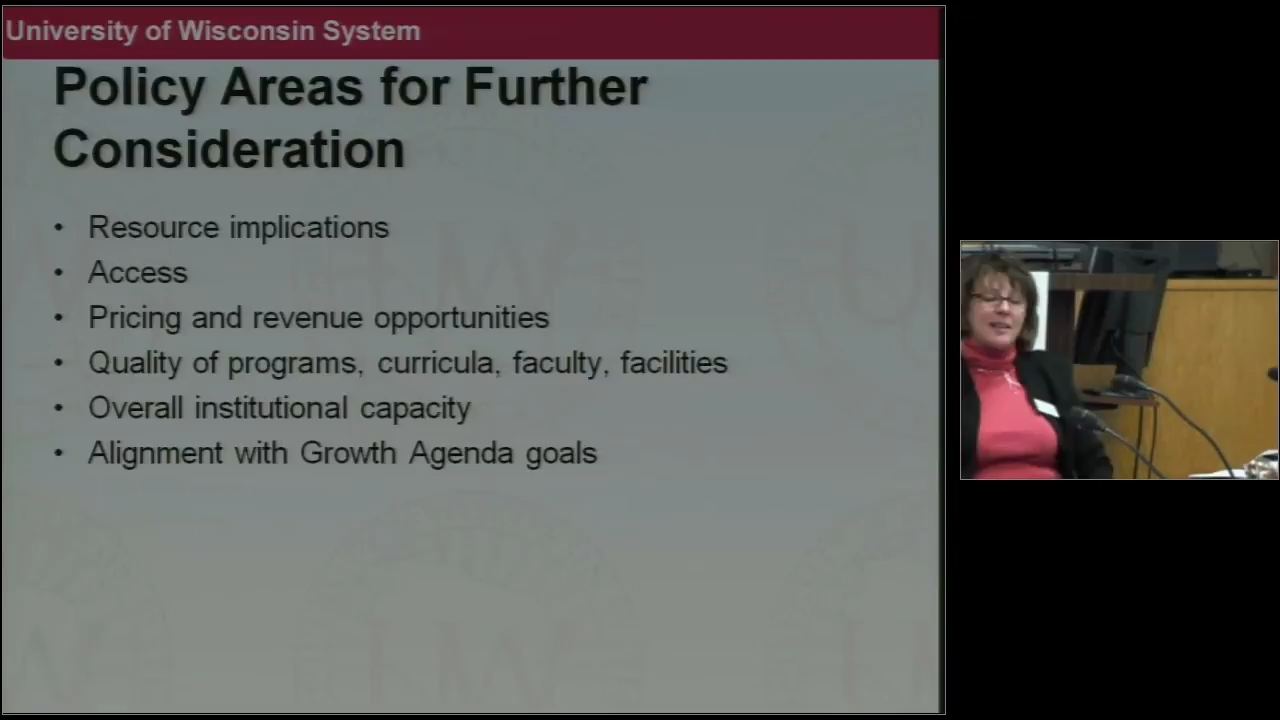 University of Wisconsin System
Policy Areas for Further
Consideration
• Resource implications
• Access
• Pricing and revenue opportunities
• Quality of programs, curricula, faculty, facilities
• Overall institutional capacity
• Alignment with Growth Agenda goals